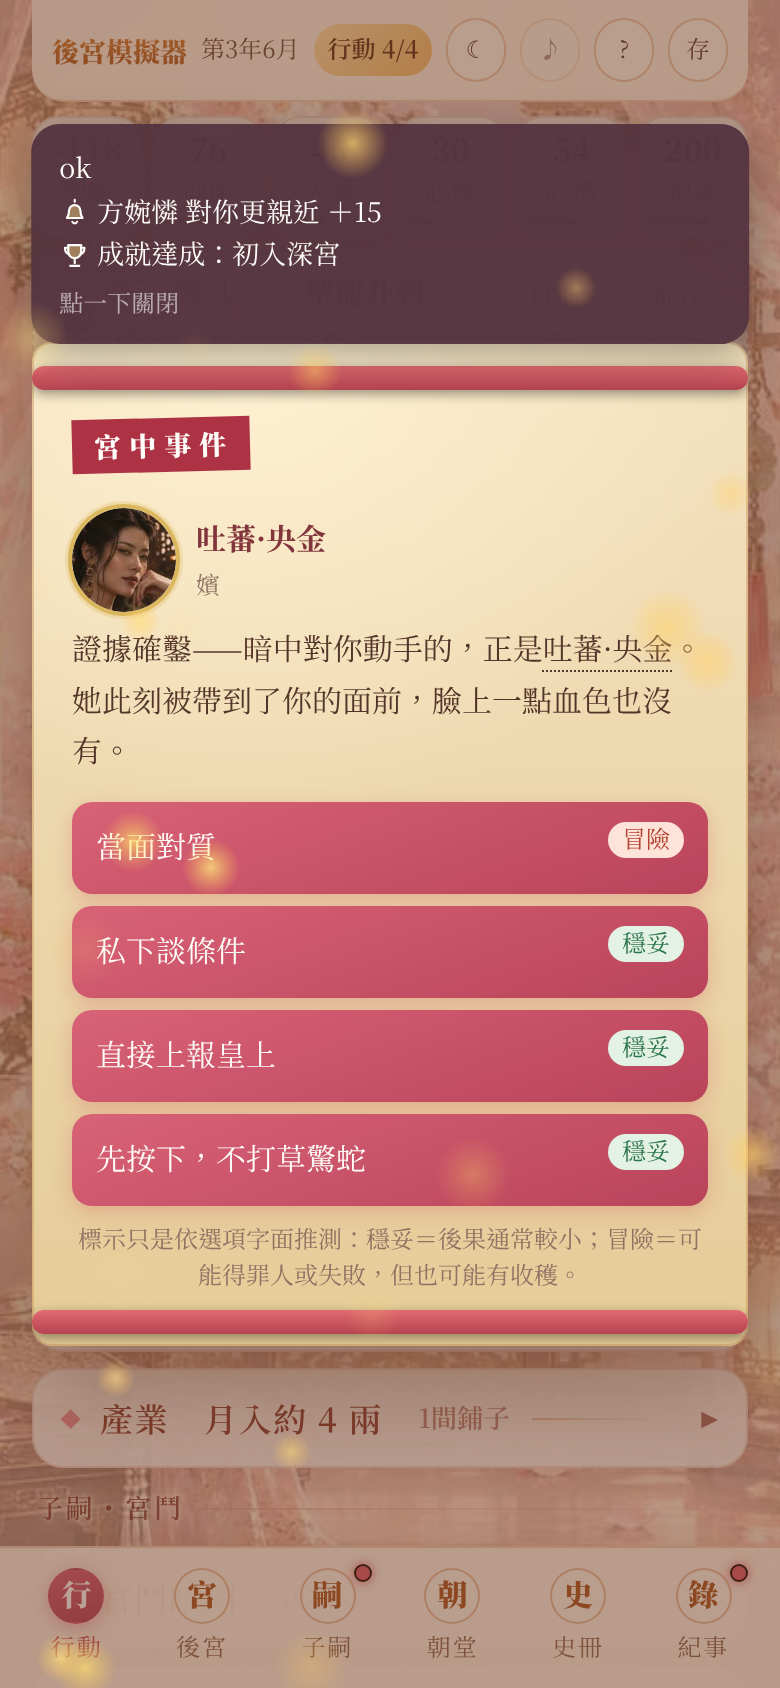 後宮模擬器 第3年6月 行動 4/4 ☾ ♪ ? 存
ok
方婉憐 對你更親近 +15
成就達成：初入深宮
點一下關閉
宮中事件
吐蕃·央金
嬪
證據確鑿——暗中對你動手的，正是吐蕃·央金。
她此刻被帶到了你的面前，臉上一點血色也沒
有。
當面對質 冒險
私下談條件 穩妥
直接上報皇上 穩妥
先按下，不打草驚蛇 穩妥
標示只是依選項字面推測：穩妥＝後果通常較小；冒險＝可
能得罪人或失敗，但也可能有收穫。
產業 月入約 4 兩 1間鋪子
子嗣・宮鬥
行 宮 嗣 朝 史 錄
行動 後宮 子嗣 朝堂 史冊 紀事